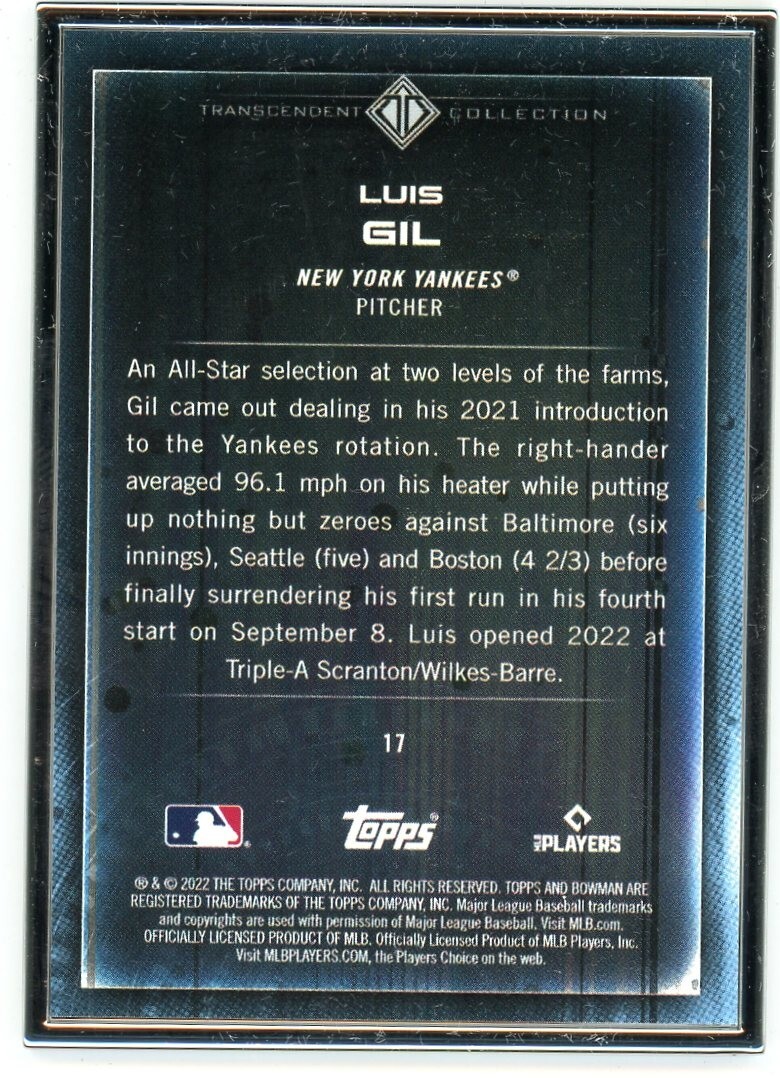 TRANSCENDENT COLLECTION
LUIS
GIL
NEW YORK YANKEES®
PITCHER
An All-Star selection at two levels of the farms,
Gil came out dealing in his 2021 introduction
to the Yankees rotation. The right-hander
averaged 96.1 mph on his heater while putting
up nothing but zeroes against Baltimore (six
innings), Seattle (five) and Boston (4 2/3) before
finally surrendering his first run in his fourth
start on September 8. Luis opened 2022 at
Triple-A Scranton/Wilkes-Barre.
17
topps® MLB PLAYERS
® & © 2022 THE TOPPS COMPANY, INC. ALL RIGHTS RESERVED. TOPPS AND BOWMAN ARE
REGISTERED TRADEMARKS OF THE TOPPS COMPANY, INC. Major League Baseball trademarks
and copyrights are used with permission of Major League Baseball. Visit MLB.com.
OFFICIALLY LICENSED PRODUCT OF MLB. Officially Licensed Product of MLB Players, Inc.
Visit MLBPLAYERS.COM, the Players Choice on the web.